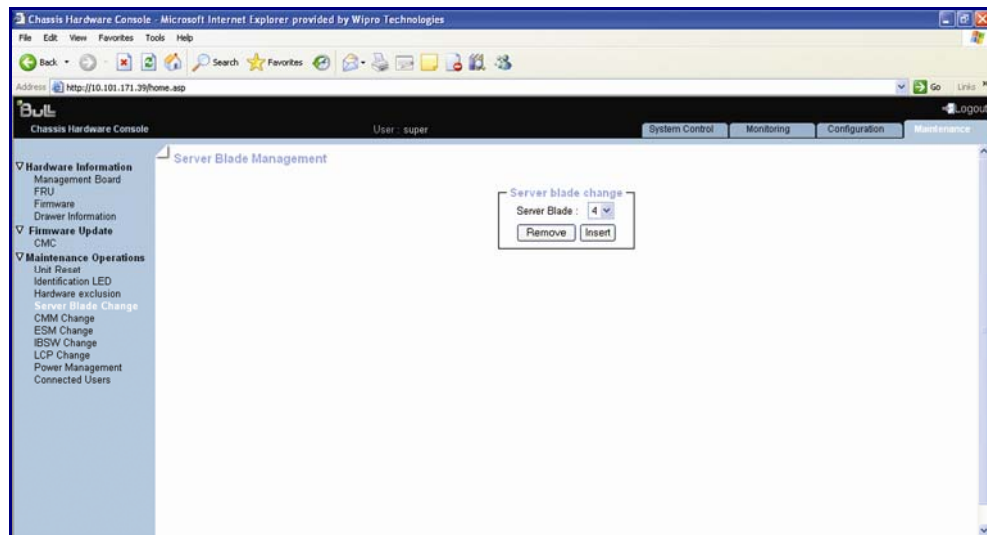 Chassis Hardware Console - Microsoft Internet Explorer provided by Wipro Technologies
File Edit View Favorites Tools Help
Back Search Favorites
Address http://10.101.171.39/home.asp Go Links »
Bull Logout
Chassis Hardware Console User : super System Control Monitoring Configuration Maintenance
Server Blade Management
Hardware Information
Management Board
FRU
Firmware
Drawer Information
Firmware Update
CMC
Maintenance Operations
Unit Reset
Identification LED
Hardware exclusion
Server Blade Change
CMM Change
ESM Change
IBSW Change
LCP Change
Power Management
Connected Users
Server blade change
Server Blade : 4
Remove Insert